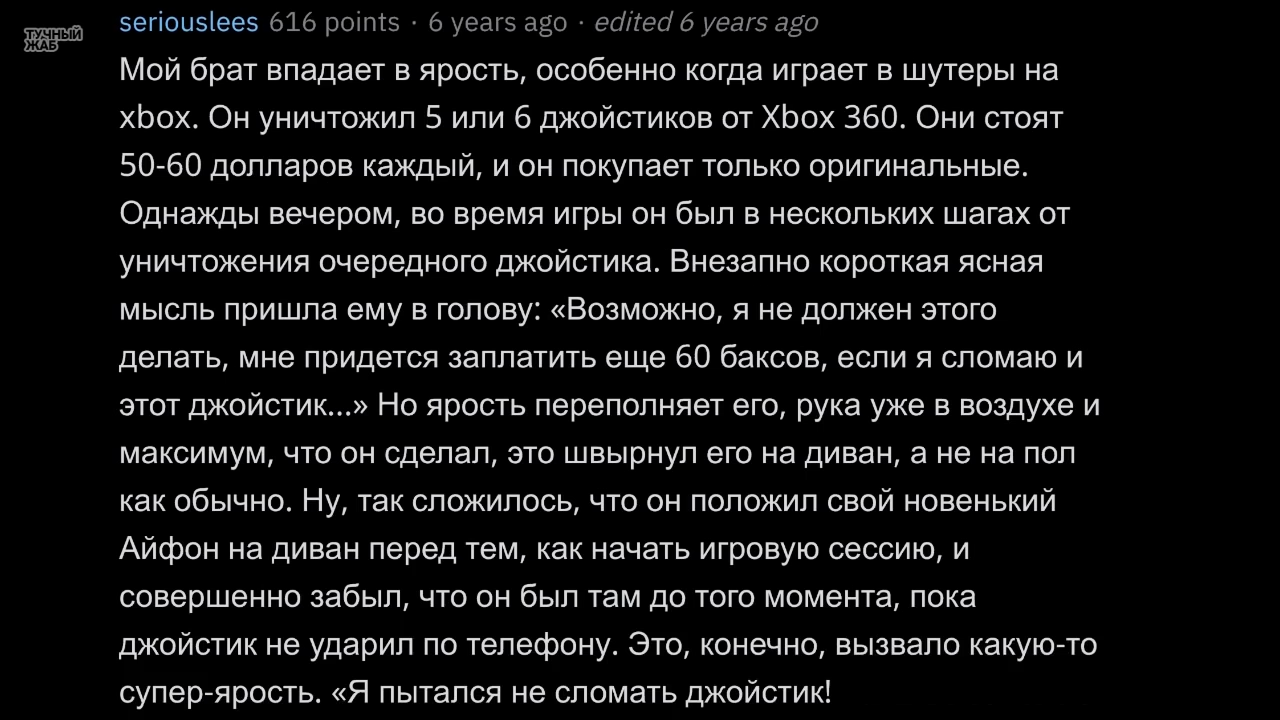 ТУЧНЫЙ
ЖАБ
seriouslees 616 points · 6 years ago · edited 6 years ago
Мой брат впадает в ярость, особенно когда играет в шутеры на
xbox. Он уничтожил 5 или 6 джойстиков от Xbox 360. Они стоят
50-60 долларов каждый, и он покупает только оригинальные.
Однажды вечером, во время игры он был в нескольких шагах от
уничтожения очередного джойстика. Внезапно короткая ясная
мысль пришла ему в голову: «Возможно, я не должен этого
делать, мне придется заплатить еще 60 баксов, если я сломаю и
этот джойстик...» Но ярость переполняет его, рука уже в воздухе и
максимум, что он сделал, это швырнул его на диван, а не на пол
как обычно. Ну, так сложилось, что он положил свой новенький
Айфон на диван перед тем, как начать игровую сессию, и
совершенно забыл, что он был там до того момента, пока
джойстик не ударил по телефону. Это, конечно, вызвало какую-то
супер-ярость. «Я пытался не сломать джойстик!